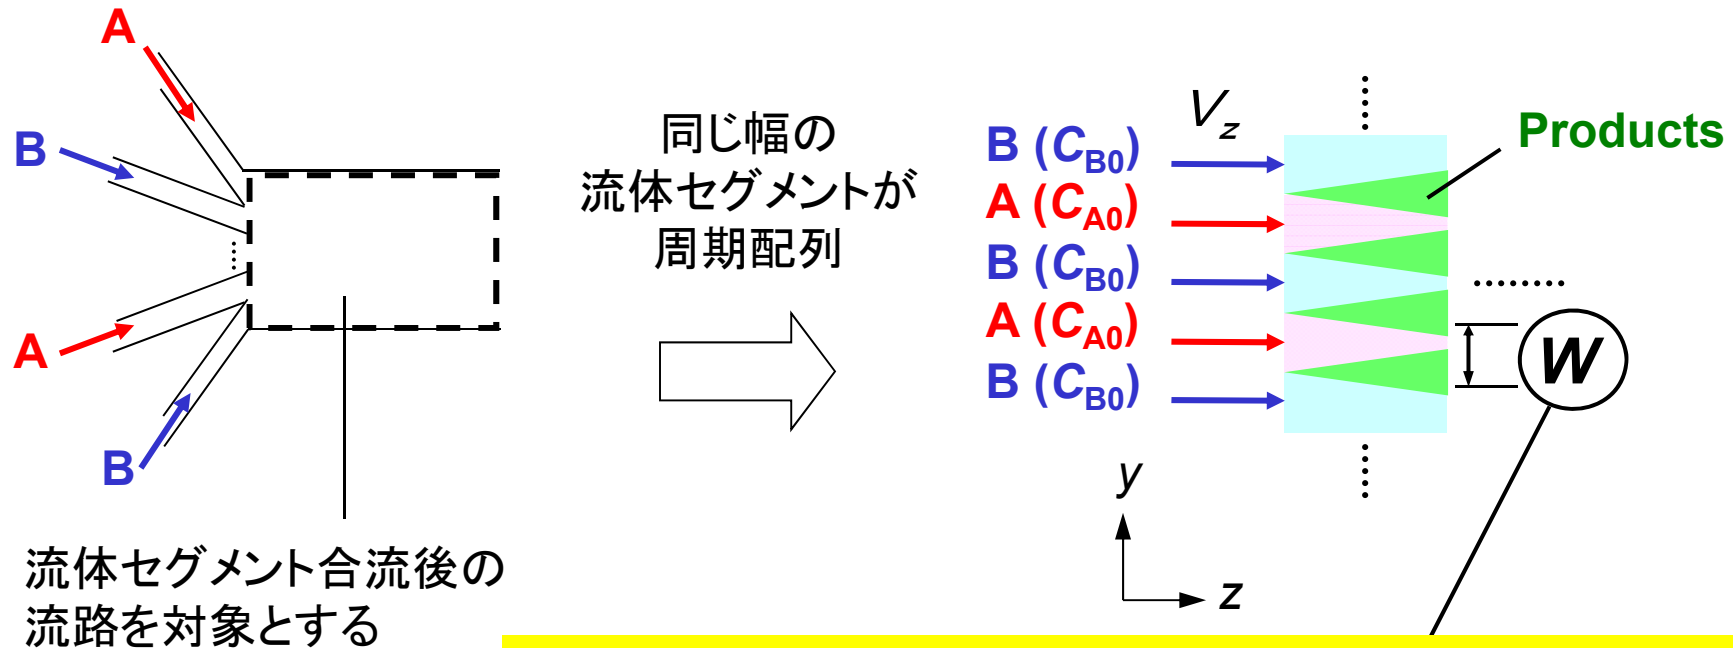 A
B
A
B
流体セグメント合流後の
流路を対象とする
同じ幅の
流体セグメントが
周期配列
Vz
B (CB0)
A (CA0)
B (CB0)
A (CA0)
B (CB0)
Products
W
y
z